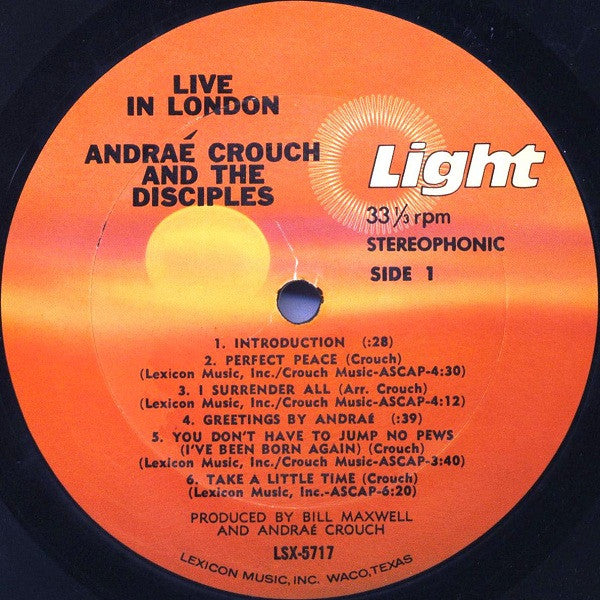 LIVE
IN LONDON
ANDRAÉ CROUCH
AND THE
DISCIPLES
Light
33 1/3 rpm
STEREOPHONIC
SIDE 1
1. INTRODUCTION (:28)
2. PERFECT PEACE (Crouch)
(Lexicon Music, Inc./Crouch Music-ASCAP-4:30)
3. I SURRENDER ALL (Arr. Crouch)
(Lexicon Music, Inc./Crouch Music-ASCAP-4:12)
4. GREETINGS BY ANDRAé (:39)
5. YOU DON'T HAVE TO JUMP NO PEWS
(I'VE BEEN BORN AGAIN) (Crouch)
(Lexicon Music, Inc./Crouch Music-ASCAP-3:40)
6. TAKE A LITTLE TIME (Crouch)
(Lexicon Music, Inc.-ASCAP-6:20)
PRODUCED BY BILL MAXWELL
AND ANDRAÉ CROUCH
LSX-5717
LEXICON MUSIC, INC. WACO, TEXAS